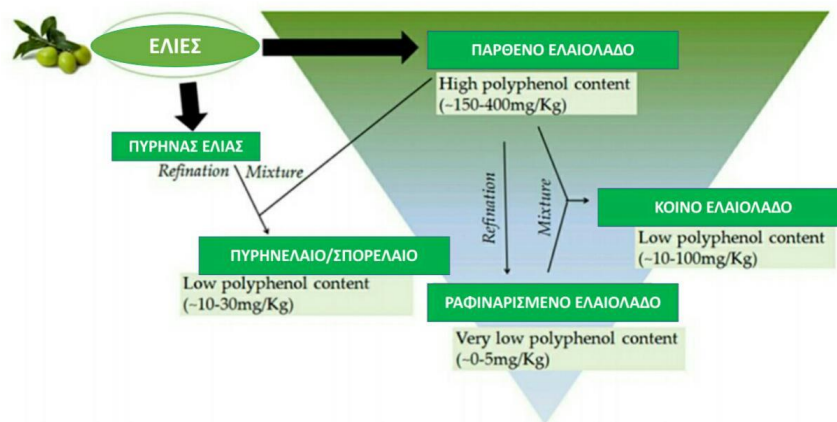 ΕΛΙΕΣ
ΠΑΡΘΕΝΟ ΕΛΑΙΟΛΑΔΟ
High polyphenol content
(~150-400mg/Kg)
ΠΥΡΗΝΑΣ ΕΛΙΑΣ
Refination
Mixture
Refination
Mixture
ΚΟΙΝΟ ΕΛΑΙΟΛΑΔΟ
Low polyphenol content
(~10-100mg/Kg)
ΠΥΡΗΝΕΛΑΙΟ/ΣΠΟΡΕΛΑΙΟ
Low polyphenol content
(~10-30mg/Kg)
ΡΑΦΙΝΑΡΙΣΜΕΝΟ ΕΛΑΙΟΛΑΔΟ
Very low polyphenol content
(~0-5mg/Kg)